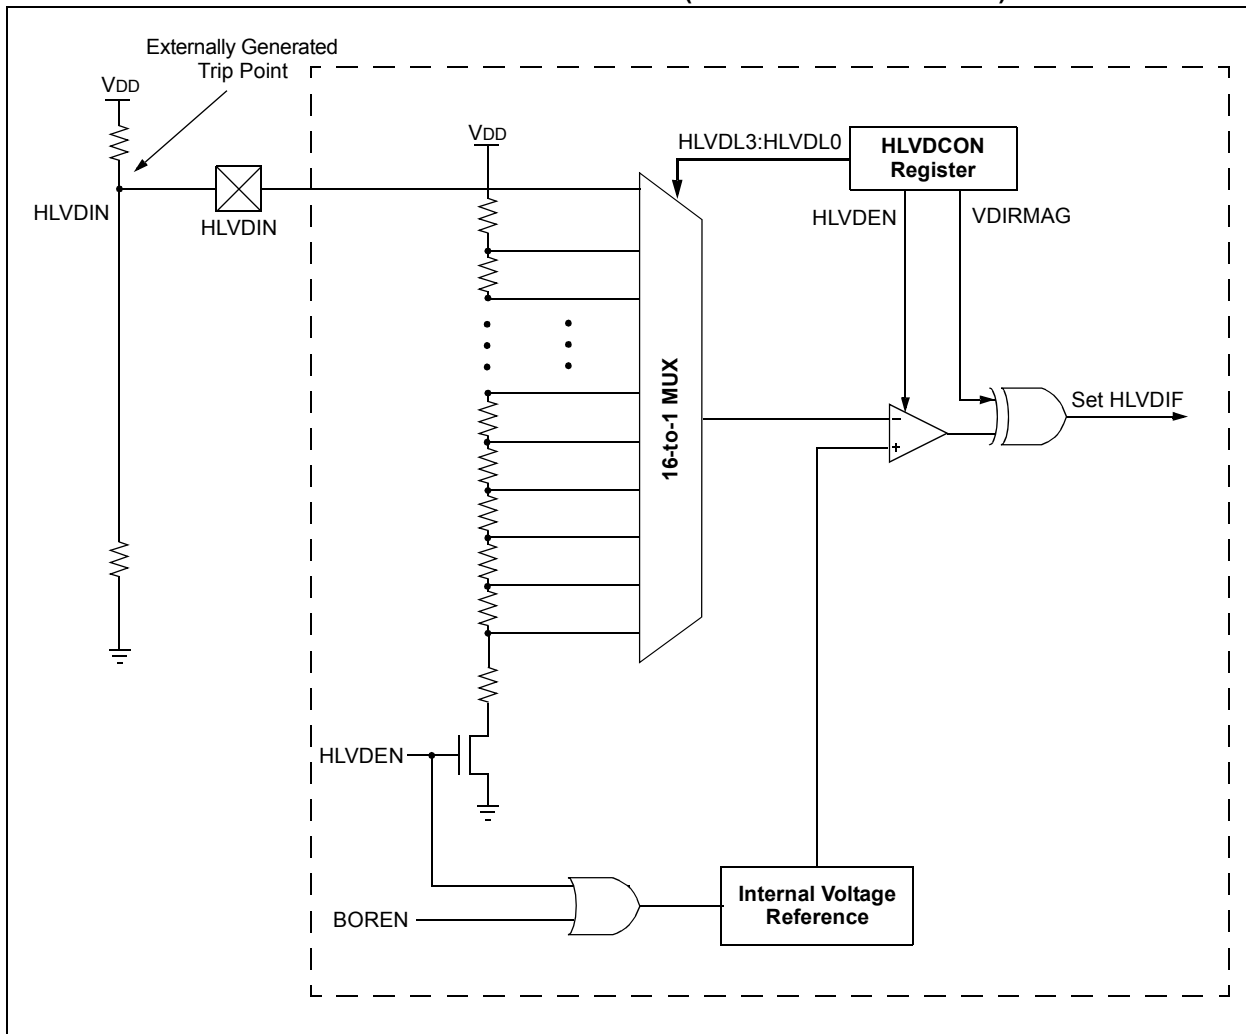 Externally Generated
Trip Point
VDD
VDD
HLVDL3:HLVDL0
HLVDCON
Register
HLVDIN
HLVDIN
HLVDEN
VDIRMAG
16-to-1 MUX
Set HLVDIF
–
+
HLVDEN
Internal Voltage
Reference
BOREN